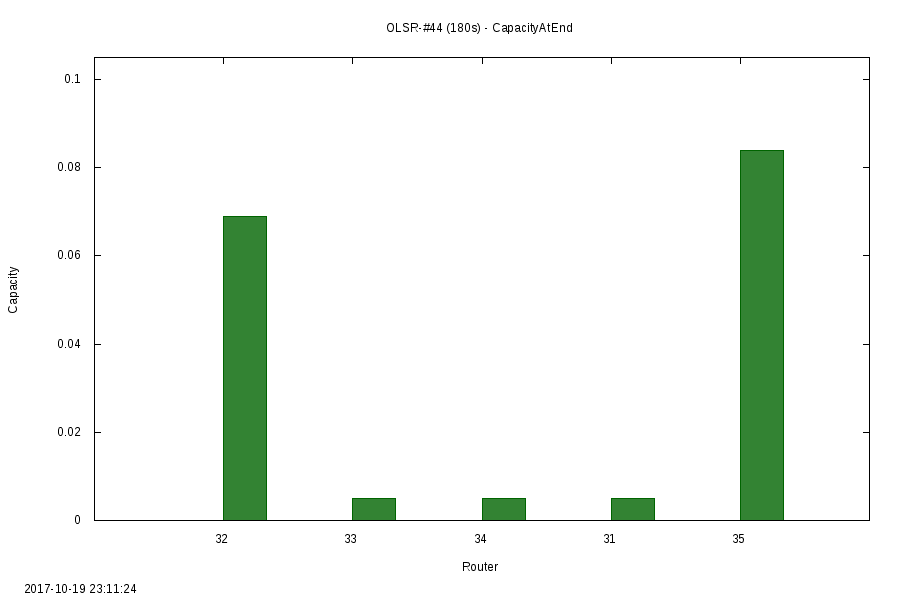 OLSR-#44 (180s) - CapacityAtEnd
0.1
0.08
0.06
0.04
0.02
0
Capacity
32 33 34 31 35
Router
2017-10-19 23:11:24